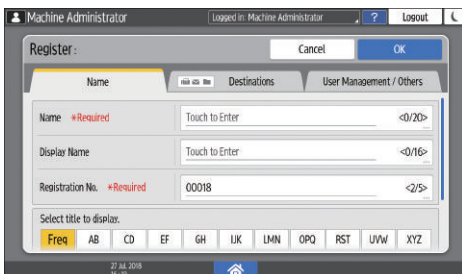 Machine Administrator
Logged in: Machine Administrator
?
Logout
Register :
Cancel
OK
Name
Destinations
User Management / Others
Name *Required
Touch to Enter
<0/20>
Display Name
Touch to Enter
<0/16>
Registration No. *Required
00018
<2/5>
Select title to display.
Freq AB CD EF GH IJK LMN OPQ RST UVW XYZ
27 Jul. 2018